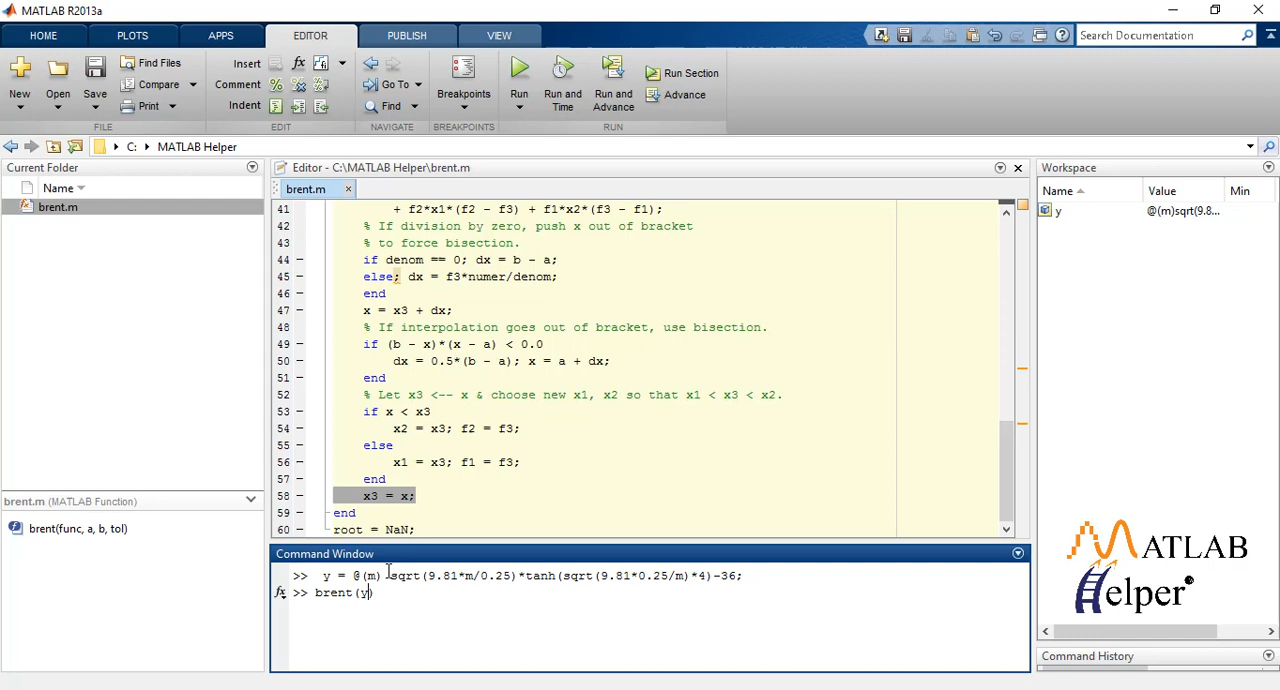 MATLAB R2013a
HOME PLOTS APPS EDITOR PUBLISH VIEW
Search Documentation
New Open Save Find Files Compare Print
Insert Comment Indent
Go To Find
Breakpoints
Run Run and Time Run and Advance Run Section Advance
FILE EDIT NAVIGATE BREAKPOINTS RUN
C: MATLAB Helper
Current Folder
Name
brent.m
brent.m (MATLAB Function)
brent(func, a, b, tol)
Editor - C:\MATLAB Helper\brent.m
brent.m
41 + f2*x1*(f2 - f3) + f1*x2*(f3 - f1);
42 % If division by zero, push x out of bracket
43 % to force bisection.
44 if denom == 0; dx = b - a;
45 else; dx = f3*numer/denom;
46 end
47 x = x3 + dx;
48 % If interpolation goes out of bracket, use bisection.
49 if (b - x)*(x - a) < 0.0
50 dx = 0.5*(b - a); x = a + dx;
51 end
52 % Let x3 <-- x & choose new x1, x2 so that x1 < x3 < x2.
53 if x < x3
54 x2 = x3; f2 = f3;
55 else
56 x1 = x3; f1 = f3;
57 end
58 x3 = x;
59 end
60 root = NaN;
Command Window
>> y = @(m) sqrt(9.81*m/0.25)*tanh(sqrt(9.81*0.25/m)*4)-36;
fx >> brent(y)
Workspace
Name Value Min
y @(m)sqrt(9.8...
MATLAB
Helper®
Command History